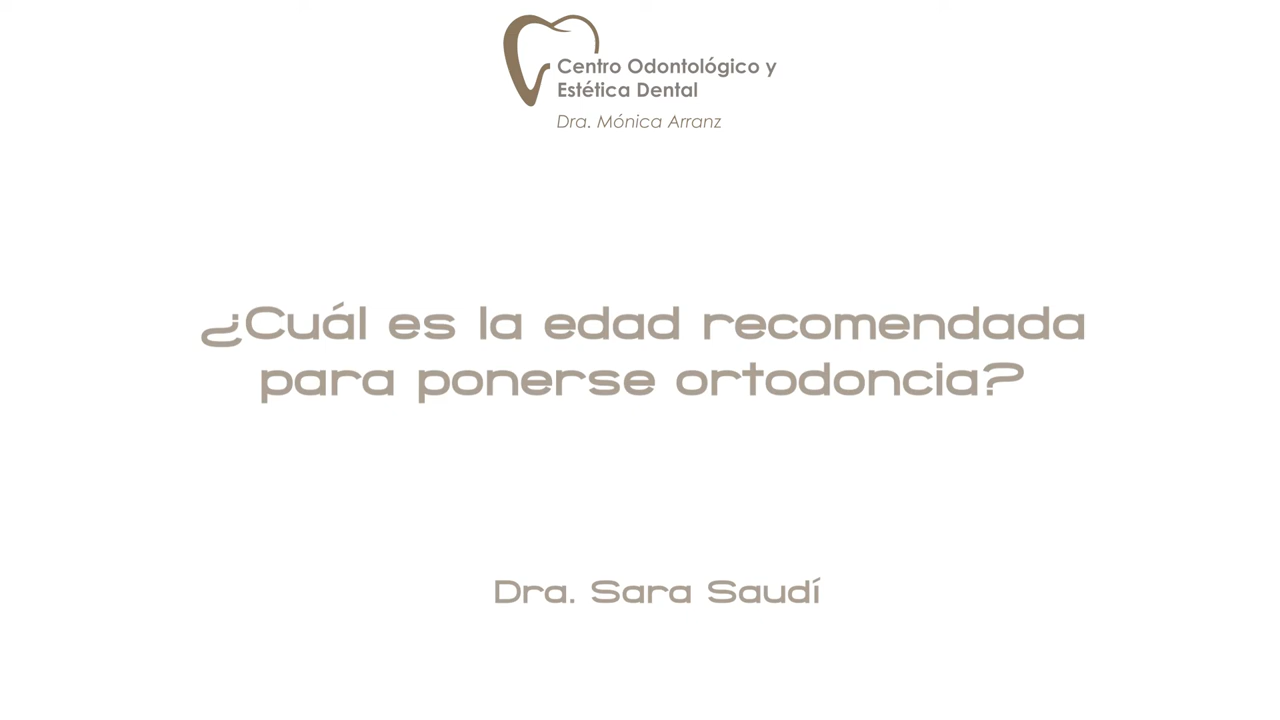 Centro Odontológico y
Estética Dental
Dra. Mónica Arranz
¿Cuál es la edad recomendada
para ponerse ortodoncia?
Dra. Sara Saudí